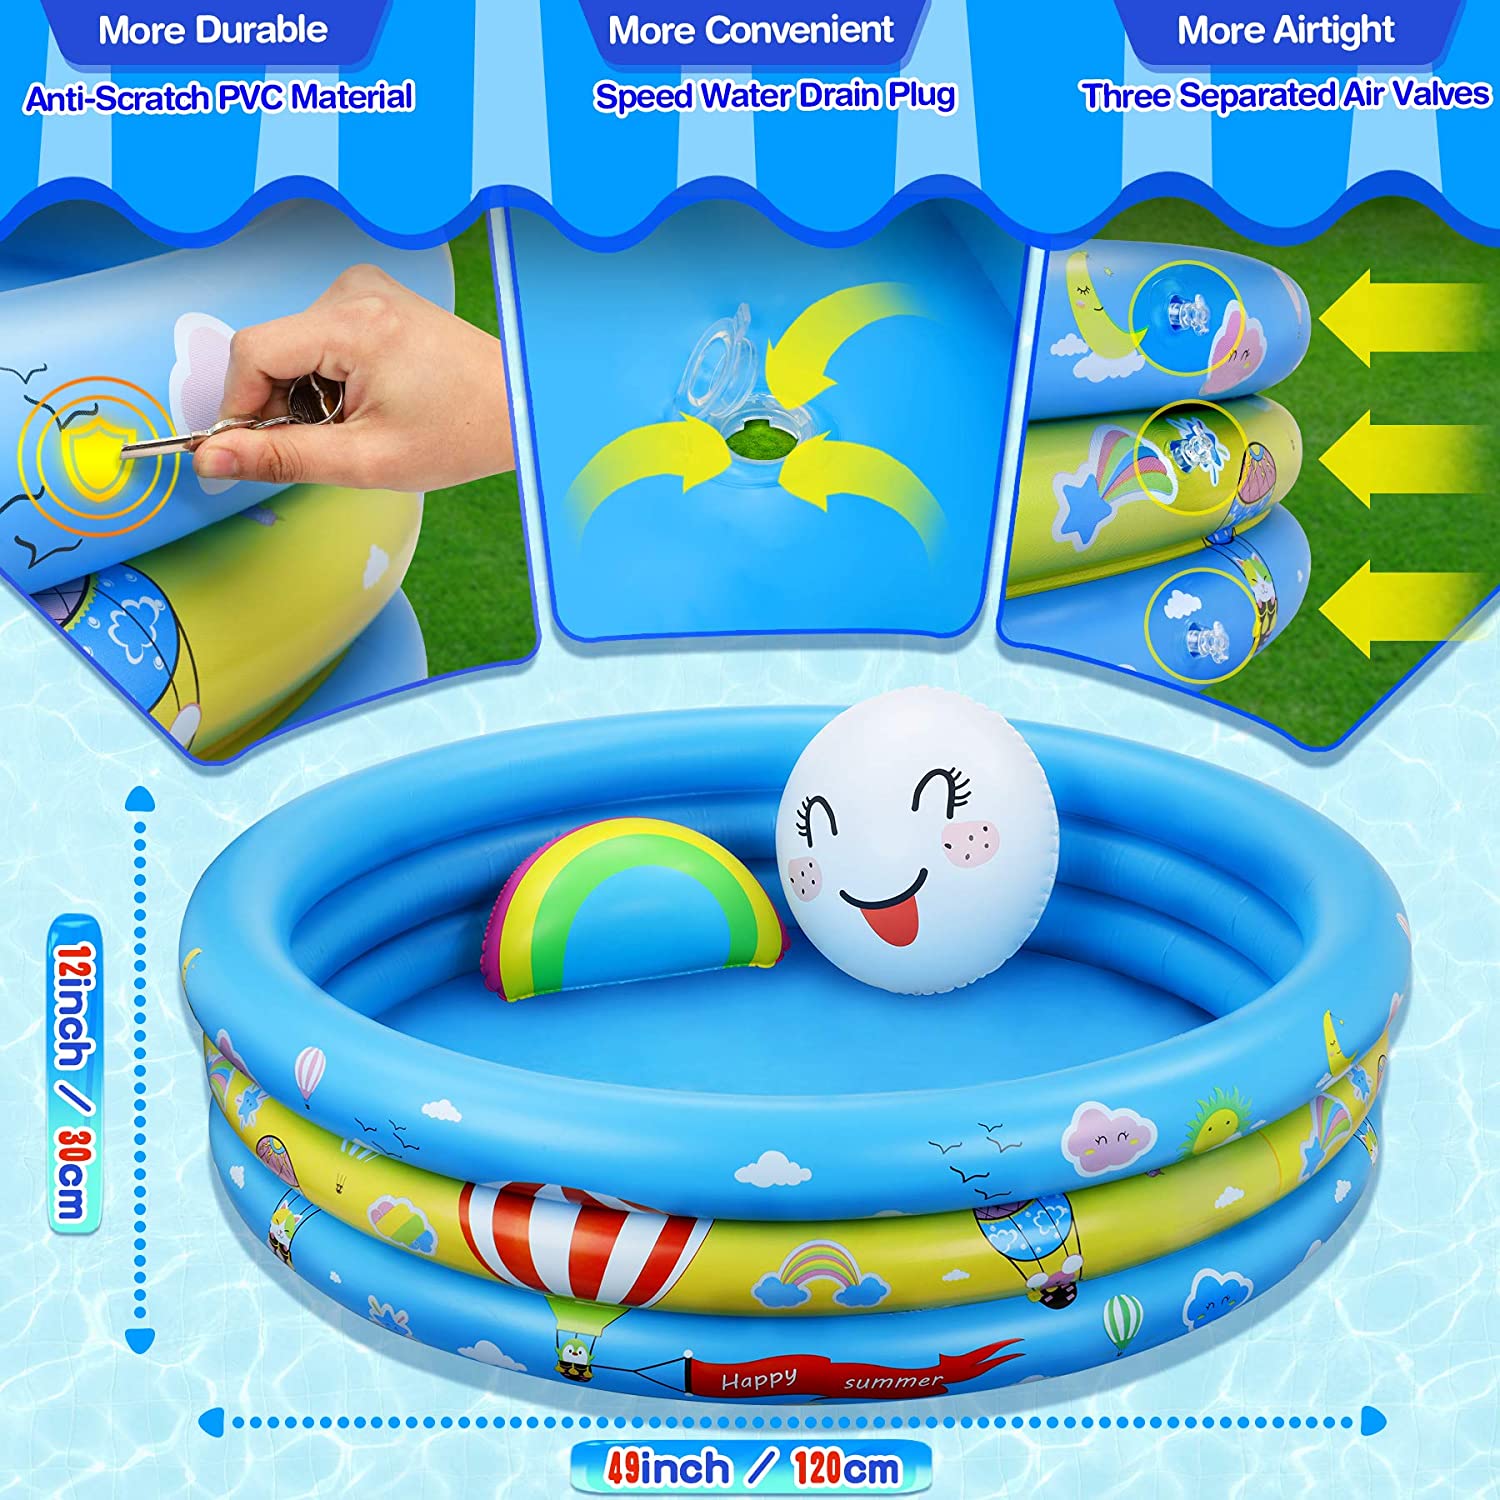 More Durable
Anti-Scratch PVC Material
More Convenient
Speed Water Drain Plug
More Airtight
Three Separated Air Valves
12inch / 30cm
Happy summer
49inch / 120cm